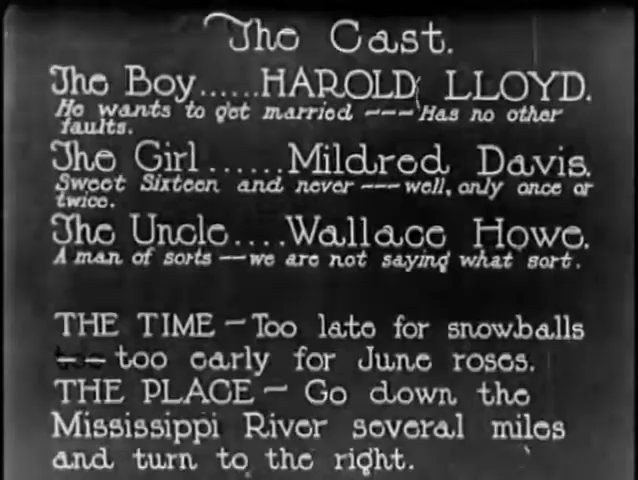 The Cast.
The Boy......HAROLD LLOYD.
He wants to get married --- Has no other
faults.
The Girl......Mildred Davis.
Sweet Sixteen and never --- well, only once or
twice.
The Uncle....Wallace Howe.
A man of sorts — we are not saying what sort.
THE TIME — Too late for snowballs
-- too early for June roses.
THE PLACE — Go down the
Mississippi River several miles
and turn to the right.